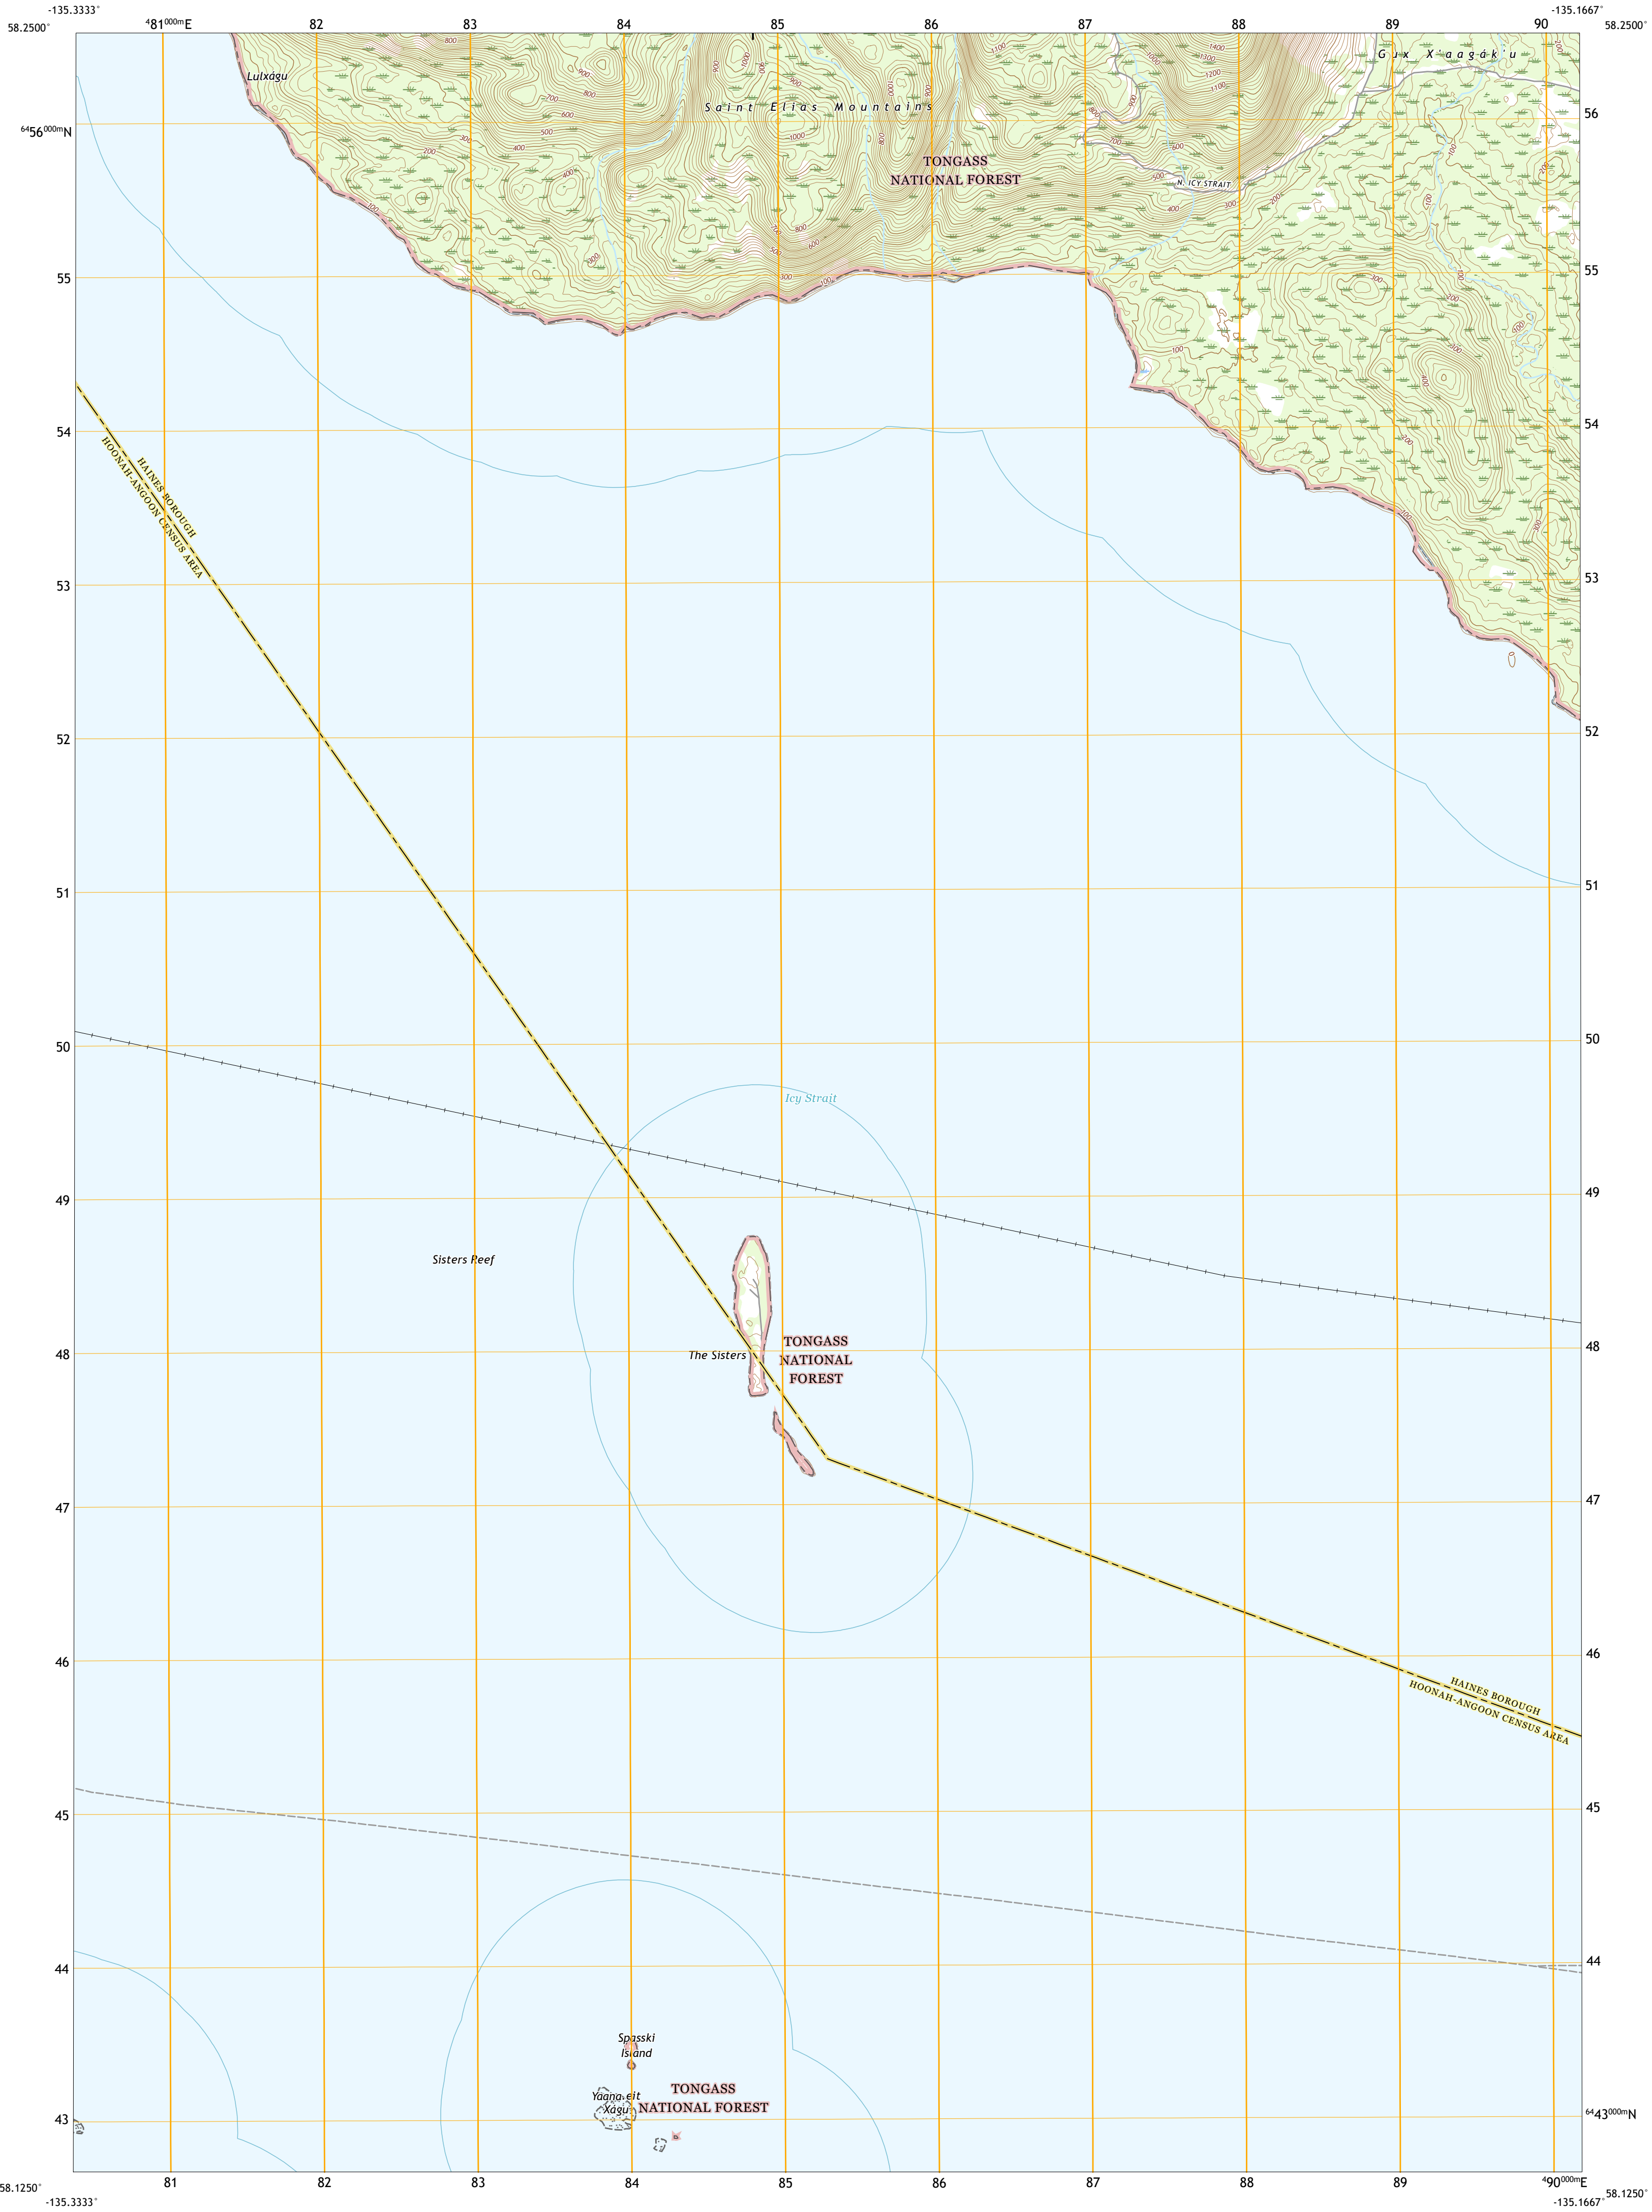 -135.3333°
-135.1667°
58.2500°
⁴81⁰⁰⁰ᵐE
82
83
84
85
86
87
88
89
90
58.2500°
Lulxágu
Saint Elias Mountains
TONGASS
NATIONAL FOREST
N. ICY STRAIT
⁶⁴56⁰⁰⁰ᵐN
56
55
55
54
54
HAINES BOROUGH
HOONAH-ANGOON CENSUS AREA
53
53
52
52
51
51
50
50
Icy Strait
49
49
Sisters Reef
TONGASS
NATIONAL
FOREST
The Sisters
48
48
47
47
46
46
HAINES BOROUGH
HOONAH-ANGOON CENSUS AREA
45
45
44
44
Spasski
Island
Yaana.eit
X̱águ
TONGASS
NATIONAL FOREST
43
⁶⁴43⁰⁰⁰ᵐN
81
82
83
84
85
86
87
88
89
⁴90⁰⁰⁰ᵐE
58.1250°
58.1250°
-135.3333°
-135.1667°